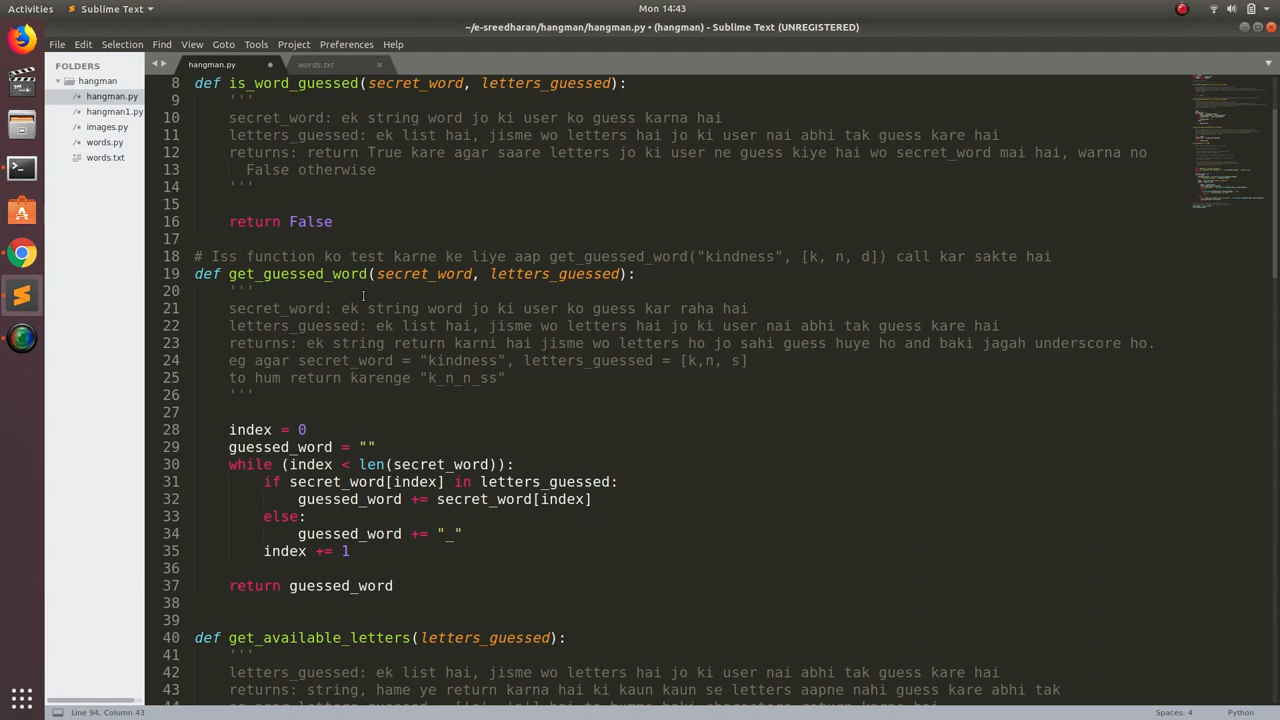 Activities
Sublime Text
Mon 14:43
~/e-sreedharan/hangman/hangman.py • (hangman) - Sublime Text (UNREGISTERED)
File Edit Selection Find View Goto Tools Project Preferences Help
FOLDERS
hangman
/* hangman.py
/* hangman1.py
/* images.py
/* words.py
words.txt
hangman.py
words.txt
8 def is_word_guessed(secret_word, letters_guessed):
9 '''
10 secret_word: ek string word jo ki user ko guess karna hai
11 letters_guessed: ek list hai, jisme wo letters hai jo ki user nai abhi tak guess kare hai
12 returns: return True kare agar saare letters jo ki user ne guess kiye hai wo secret_word mai hai, warna no
13 False otherwise
14 '''
15
16 return False
17
18 # Iss function ko test karne ke liye aap get_guessed_word("kindness", [k, n, d]) call kar sakte hai
19 def get_guessed_word(secret_word, letters_guessed):
20 '''
21 secret_word: ek string word jo ki user ko guess kar raha hai
22 letters_guessed: ek list hai, jisme wo letters hai jo ki user nai abhi tak guess kare hai
23 returns: ek string return karni hai jisme wo letters ho jo sahi guess huye ho and baki jagah underscore ho.
24 eg agar secret_word = "kindness", letters_guessed = [k,n, s]
25 to hum return karenge "k_n_n_ss"
26 '''
27
28 index = 0
29 guessed_word = ""
30 while (index < len(secret_word)):
31 if secret_word[index] in letters_guessed:
32 guessed_word += secret_word[index]
33 else:
34 guessed_word += "_"
35 index += 1
36
37 return guessed_word
38
39
40 def get_available_letters(letters_guessed):
41 '''
42 letters_guessed: ek list hai, jisme wo letters hai jo ki user nai abhi tak guess kare hai
43 returns: string, hame ye return karna hai ki kaun kaun se letters aapne nahi guess kare abhi tak
Line 94, Column 43
Spaces: 4
Python